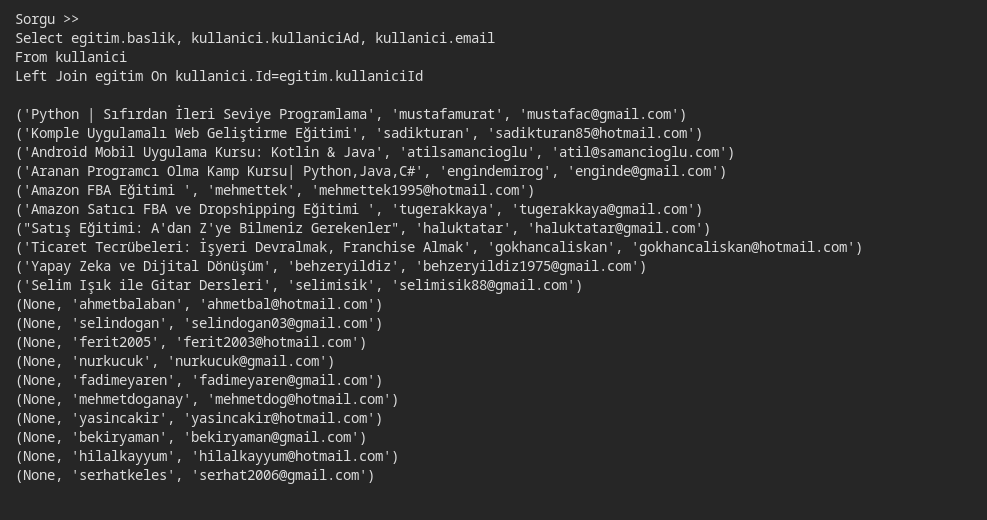 Sorgu >>
Select egitim.baslik, kullanici.kullaniciAd, kullanici.email
From kullanici
Left Join egitim On kullanici.Id=egitim.kullaniciId
('Python | Sıfırdan İleri Seviye Programlama', 'mustafamurat', 'mustafac@gmail.com')
('Komple Uygulamalı Web Geliştirme Eğitimi', 'sadikturan', 'sadikturan85@hotmail.com')
('Android Mobil Uygulama Kursu: Kotlin & Java', 'atilsamancioglu', 'atil@samancioglu.com')
('Aranan Programcı Olma Kamp Kursu| Python,Java,C#', 'engindemirog', 'enginde@gmail.com')
('Amazon FBA Eğitimi ', 'mehmettek', 'mehmettek1995@hotmail.com')
('Amazon Satıcı FBA ve Dropshipping Eğitimi ', 'tugerakkaya', 'tugerakkaya@gmail.com')
("Satış Eğitimi: A'dan Z'ye Bilmeniz Gerekenler", 'haluktatar', 'haluktatar@gmail.com')
('Ticaret Tecrübeleri: İşyeri Devralmak, Franchise Almak', 'gokhancaliskan', 'gokhancaliskan@hotmail.com')
('Yapay Zeka ve Dijital Dönüşüm', 'behzeryildiz', 'behzeryildiz1975@gmail.com')
('Selim Işık ile Gitar Dersleri', 'selimisik', 'selimisik88@gmail.com')
(None, 'ahmetbalaban', 'ahmetbal@hotmail.com')
(None, 'selindogan', 'selindogan03@gmail.com')
(None, 'ferit2005', 'ferit2003@hotmail.com')
(None, 'nurkucuk', 'nurkucuk@gmail.com')
(None, 'fadimeyaren', 'fadimeyaren@gmail.com')
(None, 'mehmetdoganay', 'mehmetdog@hotmail.com')
(None, 'yasincakir', 'yasincakir@hotmail.com')
(None, 'bekiryaman', 'bekiryaman@gmail.com')
(None, 'hilalkayyum', 'hilalkayyum@hotmail.com')
(None, 'serhatkeles', 'serhat2006@gmail.com')